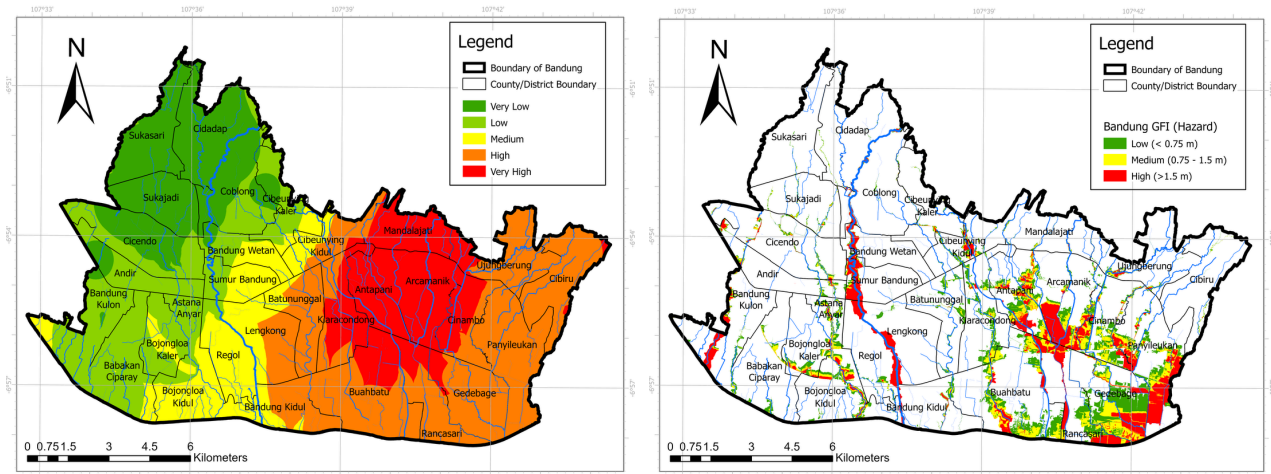 107°33'
107°36'
107°39'
107°42'
Legend
Boundary of Bandung
County/District Boundary
Very Low
Low
Medium
High
Very High
N
Sukasari
Cidadap
Sukajadi
Coblong
Cibeunying
Kaler
Cicendo
Bandung Wetan
Cibeunying
Kidul
Mandalajati
Andir
Sumur Bandung
Ujungberung
Cibiru
Bandung
Kulon
Astana
Anyar
Batununggal
Antapani
Arcamanik
Lengkong
Kiaracondong
Cinambo
Bojongloa
Kaler
Regol
Panyileukan
Babakan
Ciparay
Bojongloa
Kidul
Bandung Kidul
Buahbatu
Gedebage
Rancasari
0 0.75 1.5 3 4.5 6
Kilometers
107°33'
107°36'
107°39'
107°42'
Legend
Boundary of Bandung
County/District Boundary
Bandung GFI (Hazard)
Low (< 0.75 m)
Medium (0.75 - 1.5 m)
High (>1.5 m)
N
Sukasari
Cidadap
Sukajadi
Coblong
Cibeunying
Kaler
Cicendo
Bandung Wetan
Cibeunying
Kidul
Mandalajati
Andir
Sumur Bandung
Ujungberung
Cibiru
Bandung
Kulon
Astana
Anyar
Batununggal
Antapani
Arcamanik
Lengkong
Kiaracondong
Cinambo
Bojongloa
Kaler
Regol
Panyileukan
Babakan
Ciparay
Bojongloa
Kidul
Bandung Kidul
Buahbatu
Gedebage
Rancasari
0 0.75 1.5 3 4.5 6
Kilometers